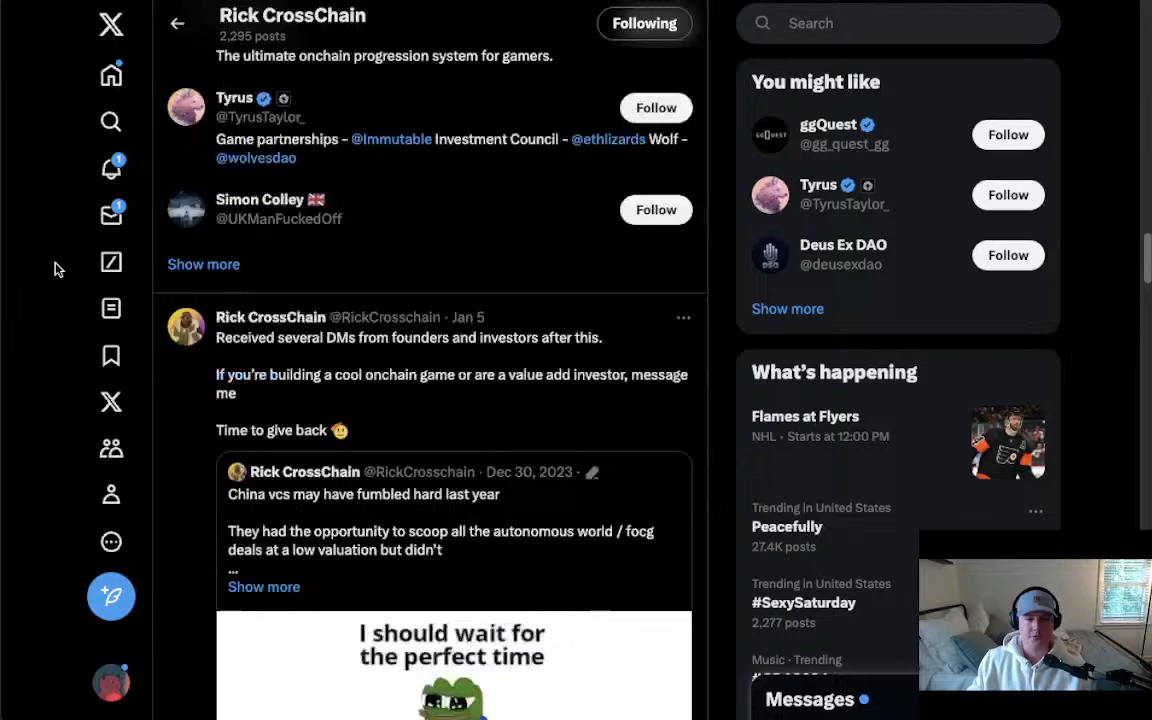 Rick CrossChain
2,295 posts
Following
The ultimate onchain progression system for gamers.
Tyrus
@TyrusTaylor_
Follow
Game partnerships - @Immutable Investment Council - @ethlizards Wolf -
@wolvesdao
Simon Colley 🇬🇧
@UKManFuckedOff
Follow
Show more
Rick CrossChain @RickCrosschain · Jan 5
Received several DMs from founders and investors after this.
If you're building a cool onchain game or are a value add investor, message
me
Time to give back 🫡
Rick CrossChain @RickCrosschain · Dec 30, 2023 ·
China vcs may have fumbled hard last year
They had the opportunity to scoop all the autonomous world / focg
deals at a low valuation but didn't
...
Show more
I should wait for
the perfect time
1
1
Search
You might like
ggQuest
@gg_quest_gg
Follow
Tyrus
@TyrusTaylor_
Follow
Deus Ex DAO
@deusexdao
Follow
Show more
What's happening
Flames at Flyers
NHL · Starts at 12:00 PM
Trending in United States
Peacefully
27.4K posts
Trending in United States
#SexySaturday
2,277 posts
Music · Trending
Messages